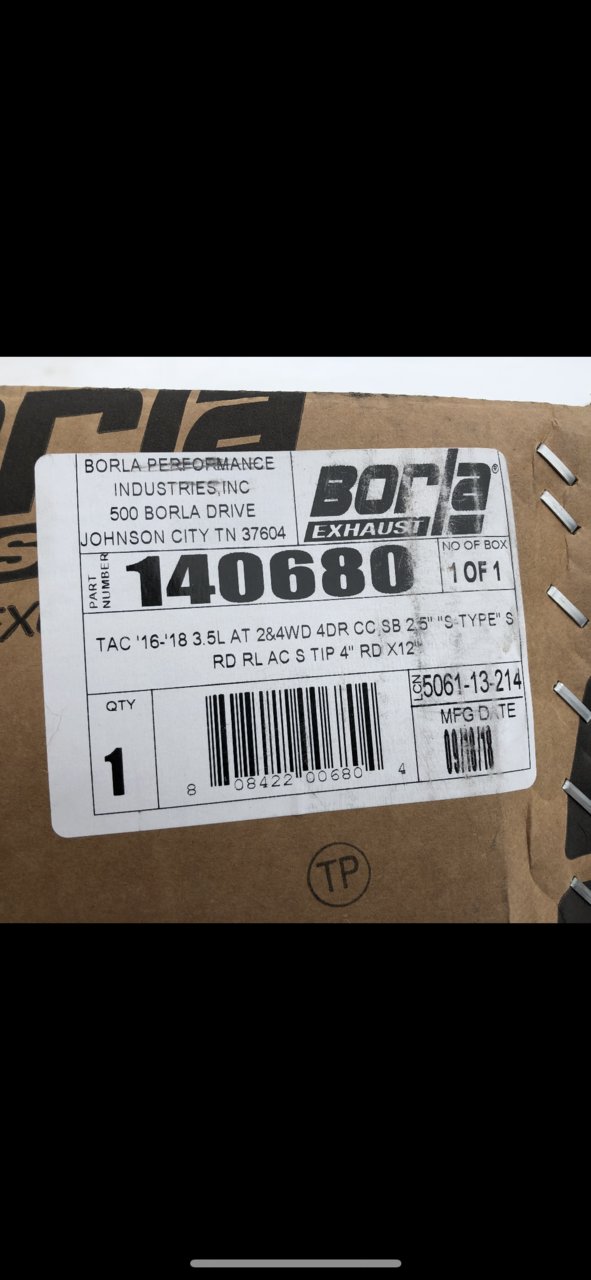 BORLA PERFORMANCE
INDUSTRIES,INC
500 BORLA DRIVE
JOHNSON CITY TN 37604
BORla®
EXHAUST
PART
NUMBER
140680
NO OF BOX
1 OF 1
TAC '16-'18 3.5L AT 2&4WD 4DR CC SB 2.5" "S-TYPE" S
RD RL AC S TIP 4" RD X12"
QTY
1
8 08422 00680 4
LCN
5061-13-214
MFG DATE
TP